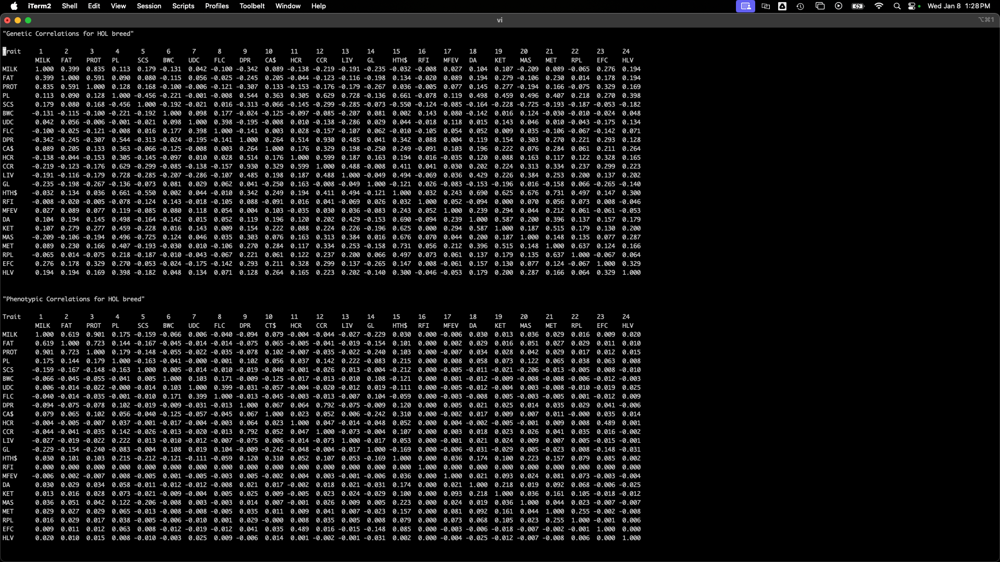 iTerm2 Shell Edit View Session Scripts Profiles Toolbelt Window Help Wed Jan 8 1:28 PM
vi ⌥⌘1
"Genetic Correlations for HOL breed"
Trait 1 2 3 4 5 6 7 8 9 10 11 12 13 14 15 16 17 18 19 20 21 22 23 24
MILK FAT PROT PL SCS BWC UDC FLC DPR CA$ HCR CCR LIV GL HTH$ RFI MFEV DA KET MAS MET RPL EFC HLV
MILK 1.000 0.399 0.835 0.113 0.179 -0.131 0.042 -0.100 -0.342 0.089 -0.138 -0.219 -0.191 -0.235 -0.032 -0.008 0.027 0.104 0.107 -0.209 0.089 -0.065 0.276 0.194
FAT 0.399 1.000 0.591 0.090 0.080 -0.115 0.056 -0.025 -0.245 0.205 -0.044 -0.123 -0.116 -0.198 0.134 -0.020 0.089 0.194 0.279 -0.106 0.230 0.014 0.178 0.194
PROT 0.835 0.591 1.000 0.128 0.168 -0.100 -0.006 -0.121 -0.307 0.133 -0.153 -0.176 -0.179 -0.267 0.036 -0.005 0.077 0.145 0.277 -0.194 0.166 -0.075 0.329 0.169
PL 0.113 0.090 0.128 1.000 -0.456 -0.221 -0.001 -0.008 0.544 0.363 0.305 0.629 0.728 -0.136 0.661 -0.078 0.119 0.498 0.459 0.496 0.407 0.218 0.270 0.398
SCS 0.179 0.080 0.168 -0.456 1.000 -0.192 -0.021 0.016 -0.313 -0.066 -0.145 -0.299 -0.285 -0.073 -0.550 -0.124 -0.085 -0.164 -0.228 -0.725 -0.193 -0.187 -0.053 -0.182
BWC -0.131 -0.115 -0.100 -0.221 -0.192 1.000 0.098 0.177 -0.024 -0.125 -0.097 -0.085 -0.207 0.081 0.002 0.143 0.080 -0.142 0.016 0.124 -0.030 -0.010 -0.024 0.048
UDC 0.042 0.056 -0.006 -0.001 -0.021 0.098 1.000 0.398 -0.195 -0.008 0.010 -0.138 -0.286 0.029 0.044 -0.018 0.118 0.015 0.143 0.046 0.010 -0.043 -0.175 0.134
FLC -0.100 -0.025 -0.121 -0.008 0.016 0.177 0.398 1.000 -0.141 0.003 0.028 -0.157 -0.107 0.062 -0.010 -0.105 0.054 0.052 0.009 0.035 -0.106 -0.067 -0.142 0.071
DPR -0.342 -0.245 -0.307 0.544 -0.313 -0.024 -0.195 -0.141 1.000 0.264 0.514 0.930 0.485 0.041 0.342 0.088 0.004 0.119 0.154 0.303 0.270 0.221 0.293 0.128
CA$ 0.089 0.205 0.133 0.363 -0.066 -0.125 -0.008 0.003 0.264 1.000 0.176 0.329 0.198 -0.250 0.249 -0.091 0.103 0.196 0.222 0.076 0.284 0.061 0.211 0.264
HCR -0.138 -0.044 -0.153 0.305 -0.145 -0.097 0.010 0.028 0.514 0.176 1.000 0.599 0.187 0.163 0.194 0.016 -0.035 0.120 0.088 0.163 0.117 0.122 0.328 0.165
CCR -0.219 -0.123 -0.176 0.629 -0.299 -0.085 -0.138 -0.157 0.930 0.329 0.599 1.000 0.488 -0.008 0.411 0.041 0.030 0.202 0.224 0.313 0.334 0.237 0.299 0.223
LIV -0.191 -0.116 -0.179 0.728 -0.285 -0.207 -0.286 -0.107 0.485 0.198 0.187 0.488 1.000 -0.049 0.494 -0.069 0.036 0.429 0.226 0.384 0.253 0.200 0.137 0.202
GL -0.235 -0.198 -0.267 -0.136 -0.073 0.081 0.029 0.062 0.041 -0.250 0.163 -0.008 -0.049 1.000 -0.121 0.026 -0.083 -0.153 -0.196 0.016 -0.158 0.066 -0.265 -0.140
HTH$ -0.032 0.134 0.036 0.661 -0.550 0.002 0.044 -0.010 0.342 0.249 0.194 0.411 0.494 -0.121 1.000 0.032 0.243 0.690 0.625 0.676 0.731 0.497 0.147 0.300
RFI -0.008 -0.020 -0.005 -0.078 -0.124 0.143 -0.018 -0.105 0.088 -0.091 0.016 0.041 -0.069 0.026 0.032 1.000 0.052 -0.094 0.000 0.070 0.056 0.073 0.008 -0.046
MFEV 0.027 0.089 0.077 0.119 -0.085 0.080 0.118 0.054 0.004 0.103 -0.035 0.030 0.036 -0.083 0.243 0.052 1.000 0.239 0.294 0.044 0.212 0.061 -0.061 -0.053
DA 0.104 0.194 0.145 0.498 -0.164 -0.142 0.015 0.052 0.119 0.196 0.120 0.202 0.429 -0.153 0.690 -0.094 0.239 1.000 0.587 0.200 0.396 0.137 0.157 0.179
KET 0.107 0.279 0.277 0.459 -0.228 0.016 0.143 0.009 0.154 0.222 0.088 0.224 0.226 -0.196 0.625 0.000 0.294 0.587 1.000 0.187 0.515 0.179 0.130 0.200
MAS -0.209 -0.106 -0.194 0.496 -0.725 0.124 0.046 0.035 0.303 0.076 0.163 0.313 0.384 0.016 0.676 0.070 0.044 0.200 0.187 1.000 0.148 0.135 0.077 0.287
MET 0.089 0.230 0.166 0.407 -0.193 -0.030 0.010 -0.106 0.270 0.284 0.117 0.334 0.253 -0.158 0.731 0.056 0.212 0.396 0.515 0.148 1.000 0.637 0.124 0.166
RPL -0.065 0.014 -0.075 0.218 -0.187 -0.010 -0.043 -0.067 0.221 0.061 0.122 0.237 0.200 0.066 0.497 0.073 0.061 0.137 0.179 0.135 0.637 1.000 -0.067 0.064
EFC 0.276 0.178 0.329 0.270 -0.053 -0.024 -0.175 -0.142 0.293 0.211 0.328 0.299 0.137 -0.265 0.147 0.008 -0.061 0.157 0.130 0.077 0.124 -0.067 1.000 0.329
HLV 0.194 0.194 0.169 0.398 -0.182 0.048 0.134 0.071 0.128 0.264 0.165 0.223 0.202 -0.140 0.300 -0.046 -0.053 0.179 0.200 0.287 0.166 0.064 0.329 1.000
"Phenotypic Correlations for HOL breed"
Trait 1 2 3 4 5 6 7 8 9 10 11 12 13 14 15 16 17 18 19 20 21 22 23 24
MILK FAT PROT PL SCS BWC UDC FLC DPR CT$ HCR CCR LIV GL HTH$ RFI MFEV DA KET MAS MET RPL EFC HLV
MILK 1.000 0.619 0.901 0.175 -0.159 -0.066 0.006 -0.040 -0.094 0.079 -0.004 -0.044 -0.027 -0.229 0.030 0.000 -0.006 0.030 0.013 0.036 0.029 0.016 0.009 0.020
FAT 0.619 1.000 0.723 0.144 -0.167 -0.045 -0.014 -0.014 -0.075 0.065 -0.005 -0.041 -0.019 -0.154 0.101 0.000 0.002 0.029 0.016 0.051 0.027 0.029 0.011 0.010
PROT 0.901 0.723 1.000 0.179 -0.148 -0.055 -0.022 -0.035 -0.078 0.102 -0.007 -0.035 -0.022 -0.240 0.103 0.000 -0.007 0.034 0.028 0.042 0.029 0.017 0.012 0.015
PL 0.175 0.144 0.179 1.000 -0.163 -0.041 -0.000 -0.001 0.102 0.056 0.037 0.142 0.222 -0.083 0.215 0.000 0.008 0.058 0.073 0.122 0.065 0.038 0.063 0.008
SCS -0.159 -0.167 -0.148 -0.163 1.000 0.005 -0.014 -0.010 -0.019 -0.040 -0.001 -0.026 0.013 -0.004 -0.212 0.000 -0.005 -0.011 -0.021 -0.206 -0.013 -0.005 0.008 -0.010
BWC -0.066 -0.045 -0.055 -0.041 0.005 1.000 0.103 0.171 -0.009 -0.125 -0.017 -0.013 -0.010 0.108 -0.121 0.000 0.001 -0.012 -0.009 -0.008 -0.008 -0.006 -0.012 -0.003
UDC 0.006 -0.014 -0.022 -0.000 -0.014 0.103 1.000 0.399 -0.031 -0.057 -0.004 -0.020 -0.012 0.019 -0.111 0.000 -0.005 -0.012 -0.004 0.003 -0.008 -0.010 -0.019 0.025
FLC -0.040 -0.014 -0.035 -0.001 -0.010 0.171 0.399 1.000 -0.013 -0.045 -0.003 -0.013 -0.007 0.104 -0.059 0.000 -0.003 -0.008 0.005 -0.003 -0.005 0.001 -0.012 0.009
DPR -0.094 -0.075 -0.078 0.102 -0.019 -0.009 -0.031 -0.013 1.000 0.067 0.064 0.792 -0.075 -0.009 0.120 0.000 0.005 0.021 0.025 0.014 0.035 0.029 0.041 -0.006
CA$ 0.079 0.065 0.102 0.056 -0.040 -0.125 -0.057 -0.045 0.067 1.000 0.023 0.052 0.006 -0.242 0.310 0.000 -0.002 0.017 0.009 0.007 0.011 -0.000 0.035 0.014
HCR -0.004 -0.005 -0.007 0.037 -0.001 -0.017 -0.004 -0.003 0.064 0.023 1.000 0.047 -0.014 -0.048 0.052 0.000 0.004 -0.002 -0.005 -0.001 0.009 0.008 0.489 0.001
CCR -0.044 -0.041 -0.035 0.142 -0.026 -0.013 -0.020 -0.013 0.792 0.052 0.047 1.000 -0.073 -0.004 0.107 0.000 0.003 0.018 0.023 0.026 0.041 0.035 0.016 -0.002
LIV -0.027 -0.019 -0.022 0.222 0.013 -0.010 -0.012 -0.007 -0.075 0.006 -0.014 -0.073 1.000 -0.017 0.053 0.000 -0.001 0.021 0.024 0.009 0.007 0.005 -0.015 -0.001
GL -0.229 -0.154 -0.240 -0.083 -0.004 0.108 0.019 0.104 -0.009 -0.242 -0.048 -0.004 -0.017 1.000 -0.169 0.000 -0.006 -0.031 -0.029 0.005 -0.023 0.008 -0.148 -0.031
HTH$ 0.030 0.101 0.103 0.215 -0.212 -0.121 -0.111 -0.059 0.120 0.310 0.052 0.107 0.053 -0.169 1.000 0.000 0.036 0.174 0.100 0.223 0.157 0.079 0.085 0.002
RFI 0.000 0.000 0.000 0.000 0.000 0.000 0.000 0.000 0.000 0.000 0.000 0.000 0.000 0.000 0.000 1.000 0.000 0.000 0.000 0.000 0.000 0.000 0.000 0.000
MFEV -0.006 0.002 -0.007 0.008 -0.005 0.001 -0.005 -0.003 0.005 -0.002 0.004 0.003 -0.001 -0.006 0.036 0.000 1.000 0.021 0.093 0.024 0.081 0.073 -0.003 -0.004
DA 0.030 0.029 0.034 0.058 -0.011 -0.012 -0.012 -0.008 0.021 0.017 -0.002 0.018 0.021 -0.031 0.174 0.000 0.021 1.000 0.218 0.019 0.092 0.068 -0.006 -0.025
KET 0.013 0.016 0.028 0.073 -0.021 -0.009 -0.004 0.005 0.025 0.009 -0.005 0.023 0.024 -0.029 0.100 0.000 0.093 0.218 1.000 0.036 0.161 0.105 -0.018 -0.012
MAS 0.036 0.051 0.042 0.122 -0.206 -0.008 0.003 -0.003 0.014 0.007 -0.001 0.026 0.009 0.005 0.223 0.000 0.024 0.019 0.036 1.000 0.044 0.023 -0.007 -0.007
MET 0.029 0.027 0.029 0.065 -0.013 -0.008 -0.008 -0.005 0.035 0.011 0.009 0.041 0.007 -0.023 0.157 0.000 0.081 0.092 0.161 0.044 1.000 0.255 -0.002 -0.008
RPL 0.016 0.029 0.017 0.038 -0.005 -0.006 -0.010 0.001 0.029 -0.000 0.008 0.035 0.005 0.008 0.079 0.000 0.073 0.068 0.105 0.023 0.255 1.000 -0.001 0.006
EFC 0.009 0.011 0.012 0.063 0.008 -0.012 -0.019 -0.012 0.041 0.035 0.489 0.016 -0.015 -0.148 0.085 0.000 -0.003 -0.006 -0.018 -0.007 -0.002 -0.001 1.000 0.000
HLV 0.020 0.010 0.015 0.008 -0.010 -0.003 0.025 0.009 -0.006 0.014 0.001 -0.002 -0.001 -0.031 0.002 0.000 -0.004 -0.025 -0.012 -0.007 -0.008 0.006 0.000 1.000